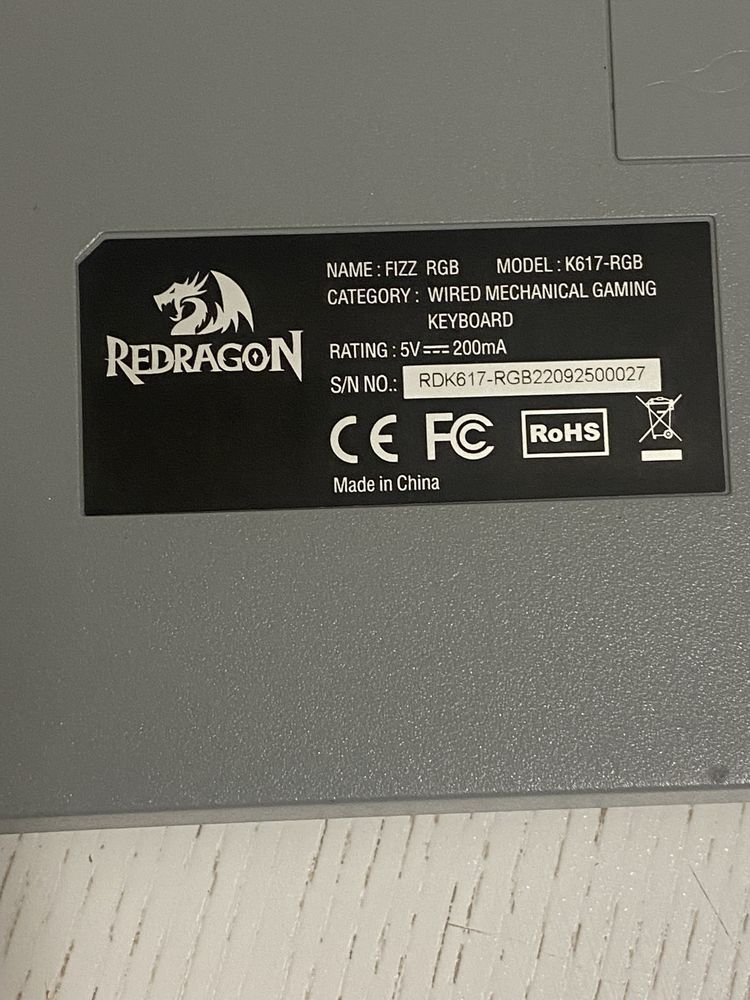 REDRAGON
NAME : FIZZ RGB MODEL : K617-RGB
CATEGORY : WIRED MECHANICAL GAMING
KEYBOARD
RATING : 5V⎓200mA
S/N NO.: RDK617-RGB22092500027
CE FC RoHS
Made in China